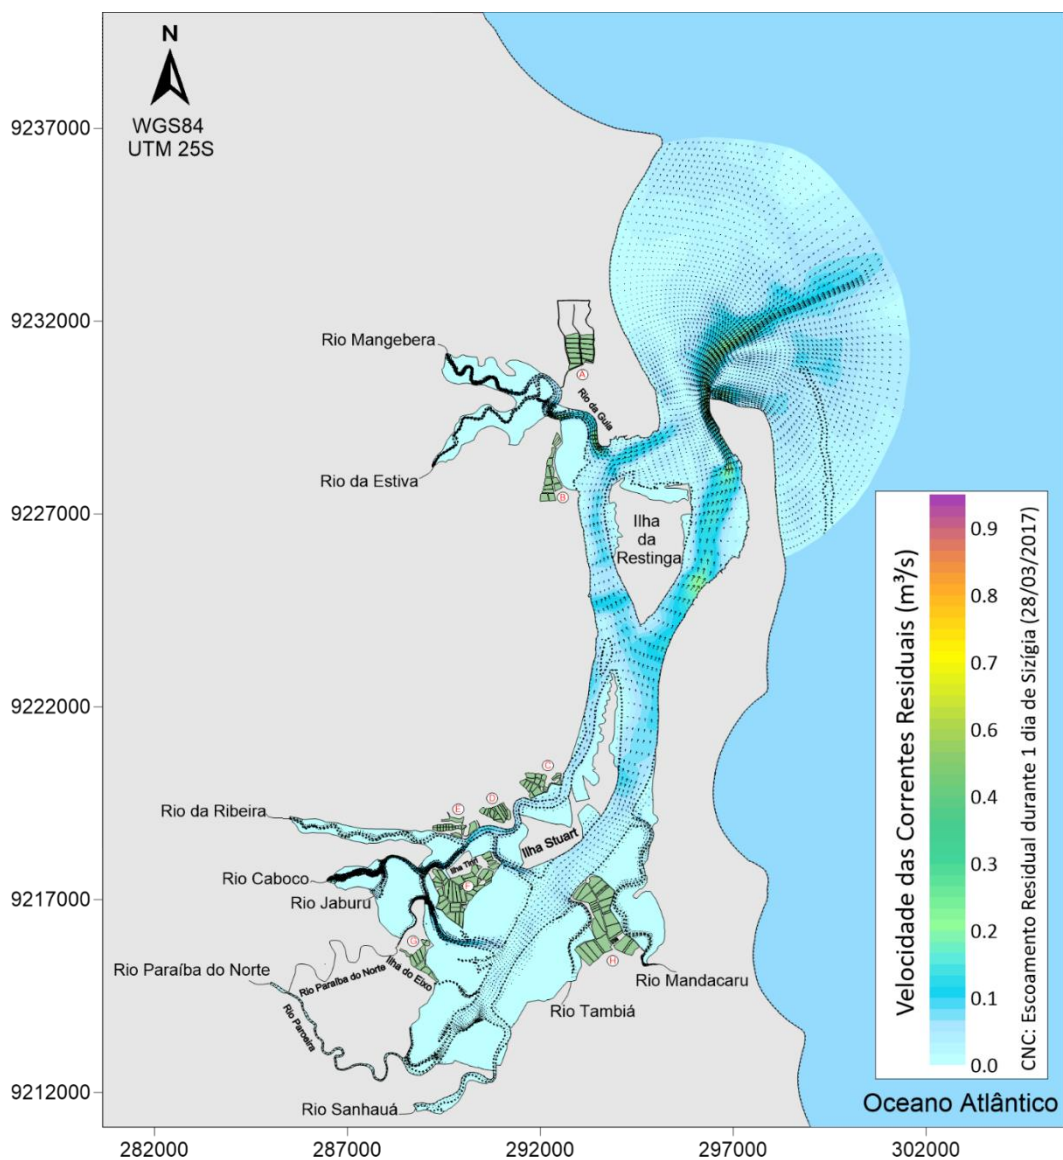 N
WGS84
UTM 25S
9237000
9232000
9227000
9222000
9217000
9212000
282000
287000
292000
297000
302000
Rio Mangebera
A
Rio da Guia
Rio da Estiva
B
Ilha
da
Restinga
C
D
E
Rio da Ribeira
Ilha Stuart
Ilha Tiriri
F
Rio Caboco
Rio Jaburu
G
Rio Paraíba do Norte
Rio Paraíba do Norte
Ilha do Eixo
Rio Paroeira
H
Rio Mandacaru
Rio Tambiá
Rio Sanhauá
Velocidade das Correntes Residuais (m³/s)
0.9
0.8
0.7
0.6
0.5
0.4
0.3
0.2
0.1
0.0
CNC: Escoamento Residual durante 1 dia de Sizígia (28/03/2017)
Oceano Atlântico